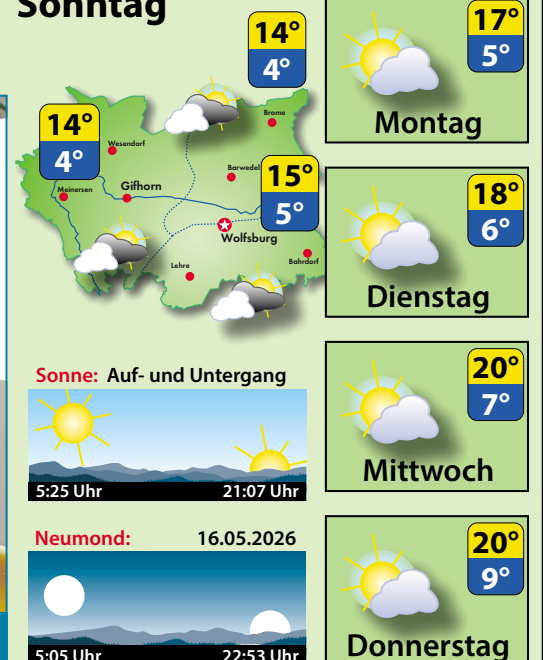 Sonntag
14°
4°
14°
4°
Brome
Wesendorf
Barwedel
15°
5°
Meinersen
Gifhorn
Wolfsburg
Bahrdorf
Lehre
Sonne: Auf- und Untergang
5:25 Uhr 21:07 Uhr
Neumond: 16.05.2026
5:05 Uhr 22:53 Uhr
17°
5°
Montag
18°
6°
Dienstag
20°
7°
Mittwoch
20°
9°
Donnerstag